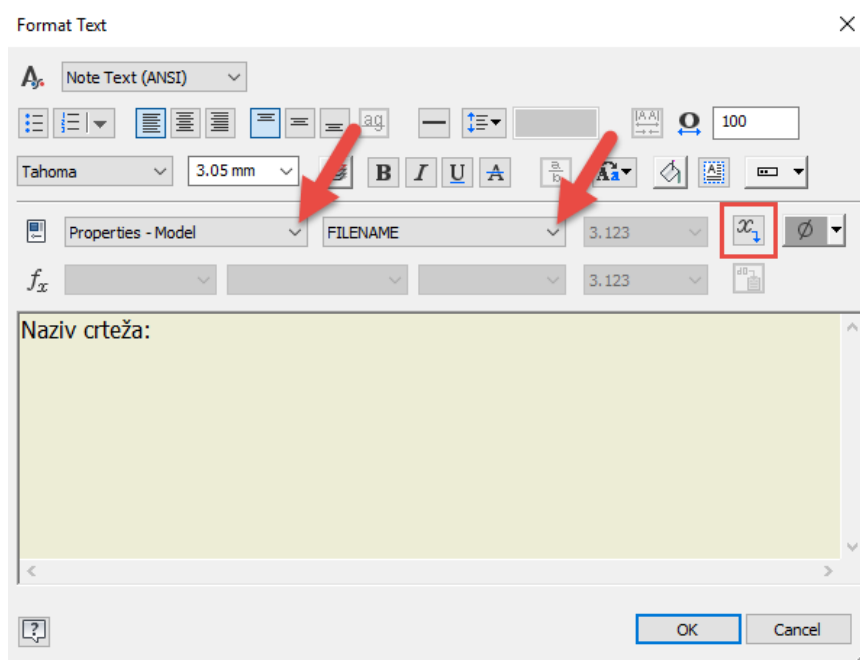 Format Text
Note Text (ANSI)
100
Tahoma 3.05 mm B I U A
Properties - Model FILENAME 3.123
fx 3.123
Naziv crteža:
OK Cancel